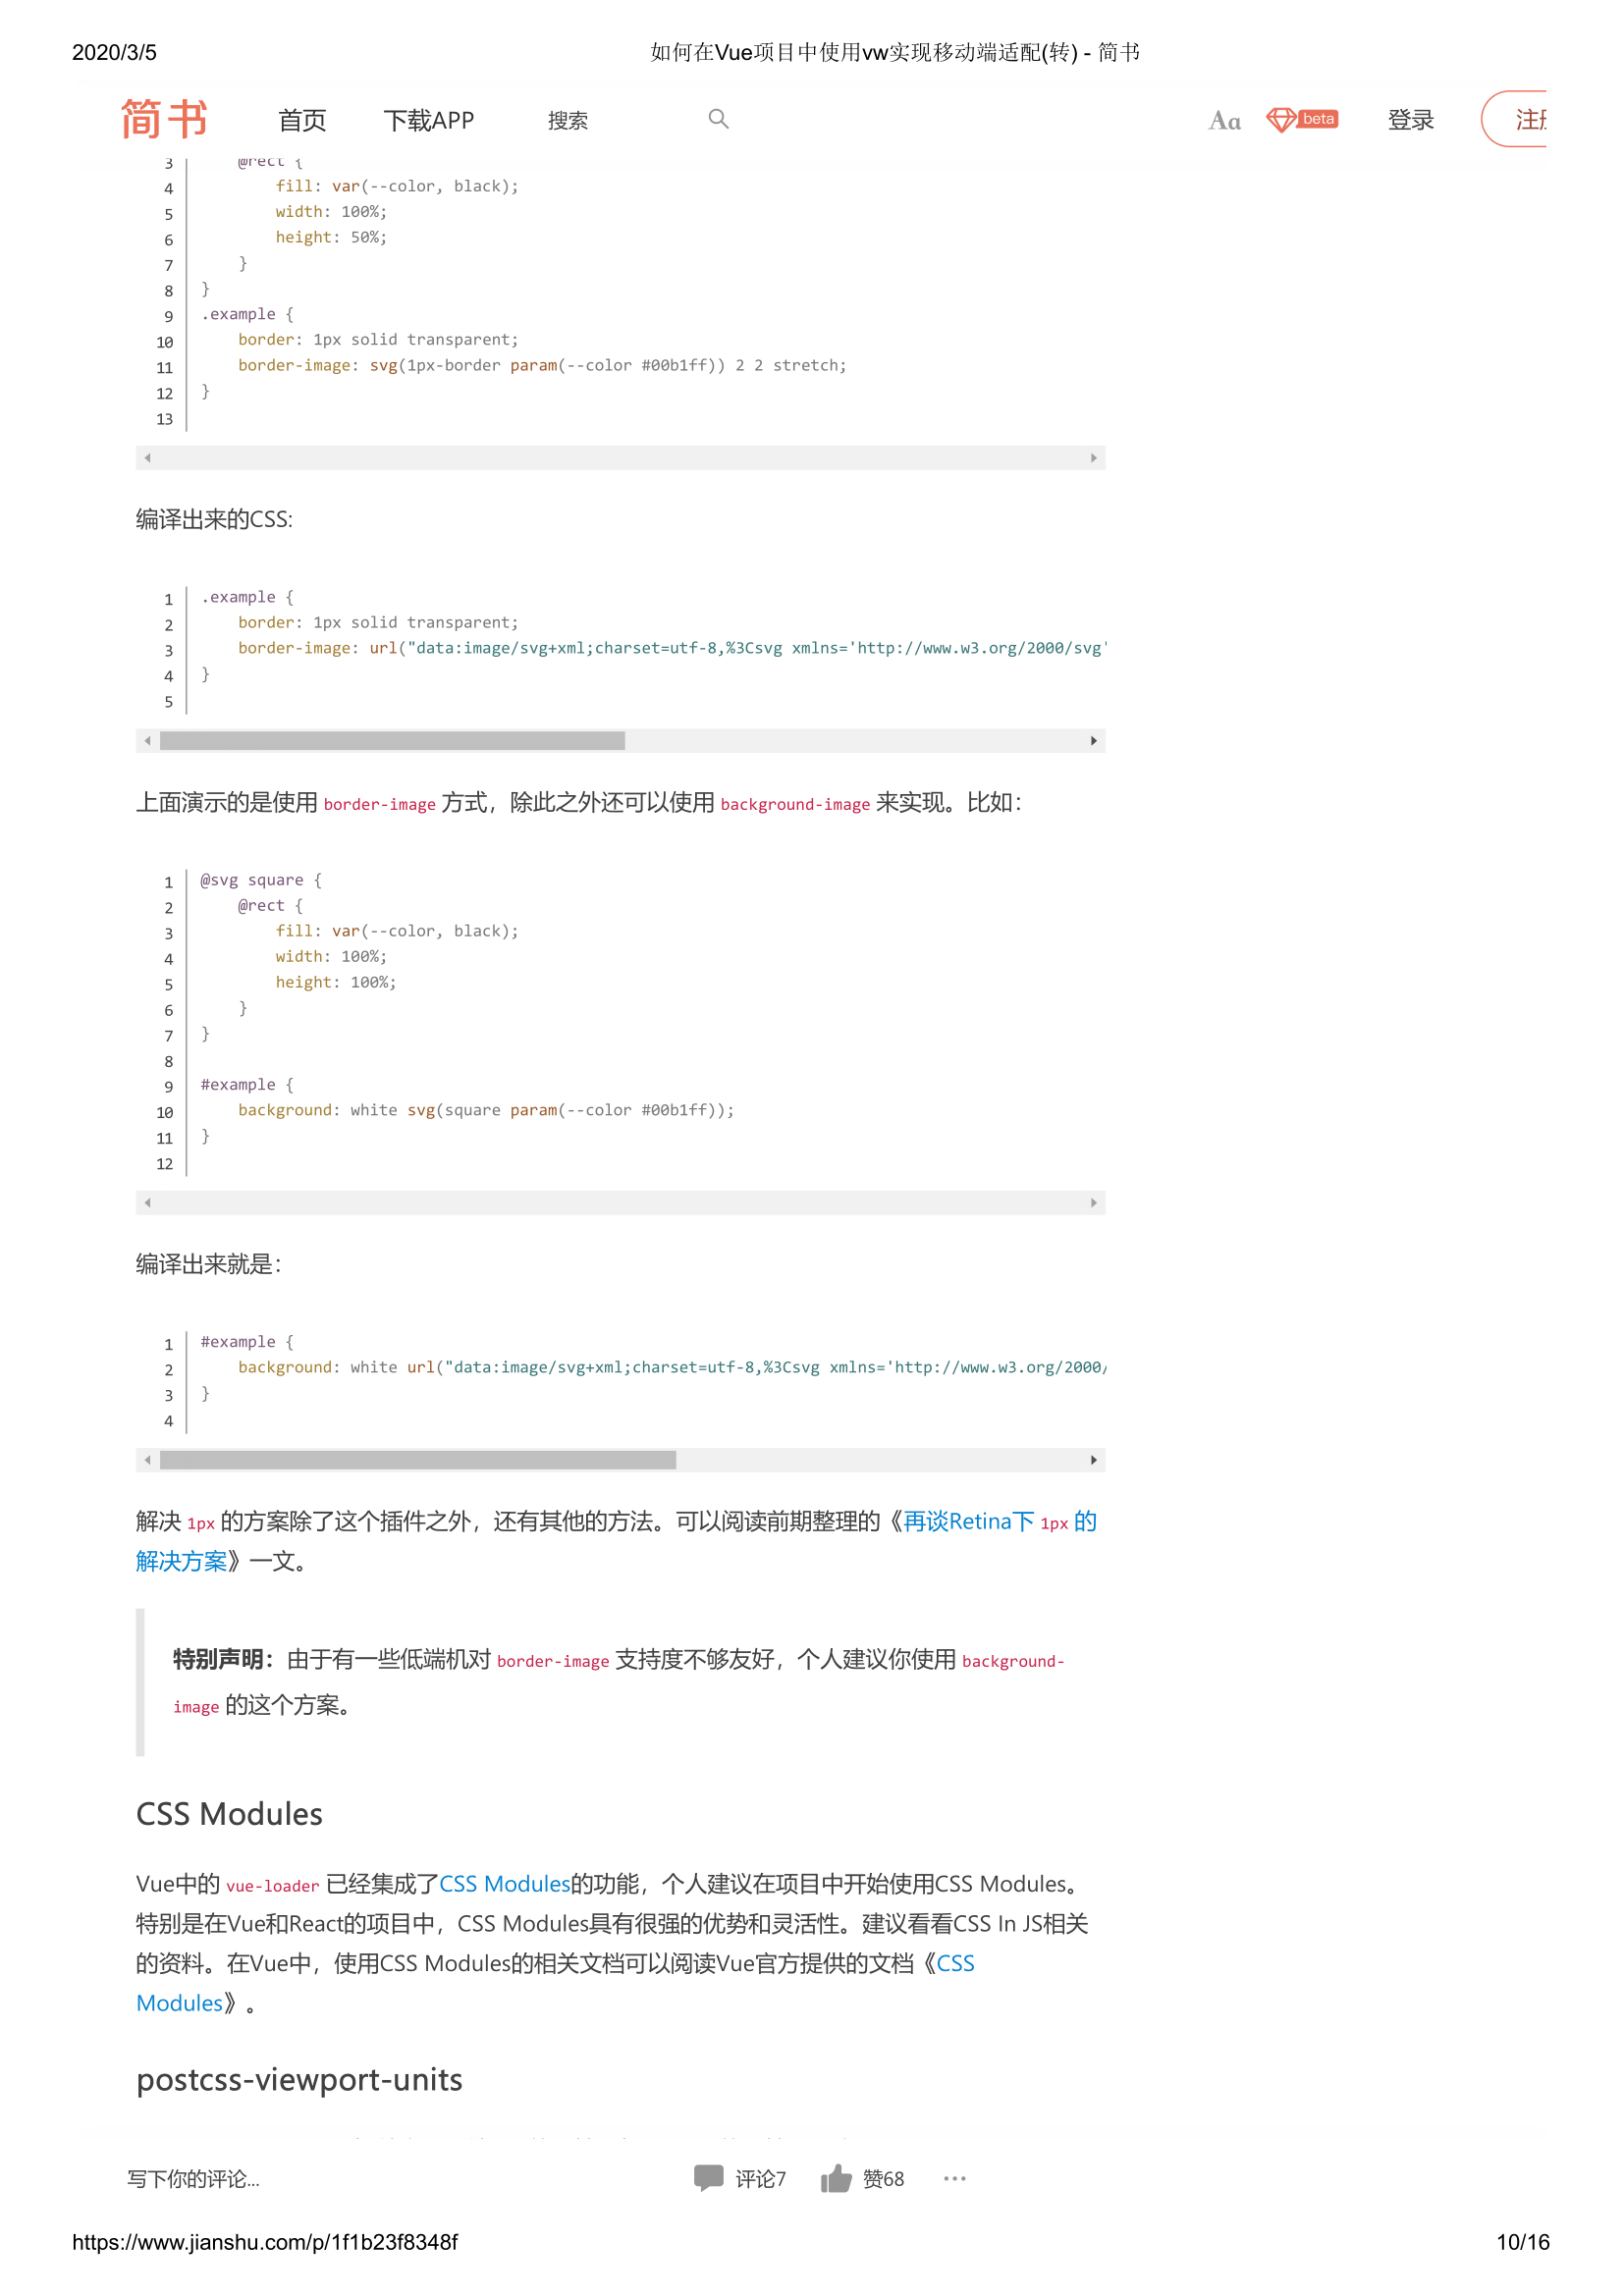 2020/3/5 如何在Vue项目中使用vw实现移动端适配(转) - 简书
简书 首页 下载APP 搜索 Aa beta 登录 注册
3 @rect {
4 fill: var(--color, black);
5 width: 100%;
6 height: 50%;
7 }
8 }
9 .example {
10 border: 1px solid transparent;
11 border-image: svg(1px-border param(--color #00b1ff)) 2 2 stretch;
12 }
13
编译出来的CSS:
1 .example {
2 border: 1px solid transparent;
3 border-image: url("data:image/svg+xml;charset=utf-8,%3Csvg xmlns='http://www.w3.org/2000/svg'
4 }
5
上面演示的是使用 border-image 方式，除此之外还可以使用 background-image 来实现。比如：
1 @svg square {
2 @rect {
3 fill: var(--color, black);
4 width: 100%;
5 height: 100%;
6 }
7 }
8
9 #example {
10 background: white svg(square param(--color #00b1ff));
11 }
12
编译出来就是：
1 #example {
2 background: white url("data:image/svg+xml;charset=utf-8,%3Csvg xmlns='http://www.w3.org/2000/
3 }
4
解决 1px 的方案除了这个插件之外，还有其他的方法。可以阅读前期整理的《再谈Retina下 1px 的
解决方案》一文。
特别声明：由于有一些低端机对 border-image 支持度不够友好，个人建议你使用 background-
image 的这个方案。
CSS Modules
Vue中的 vue-loader 已经集成了CSS Modules的功能，个人建议在项目中开始使用CSS Modules。
特别是在Vue和React的项目中，CSS Modules具有很强的优势和灵活性。建议看看CSS In JS相关
的资料。在Vue中，使用CSS Modules的相关文档可以阅读Vue官方提供的文档《CSS
Modules》。
postcss-viewport-units
写下你的评论... 评论7 赞68 ...
https://www.jianshu.com/p/1f1b23f8348f 10/16